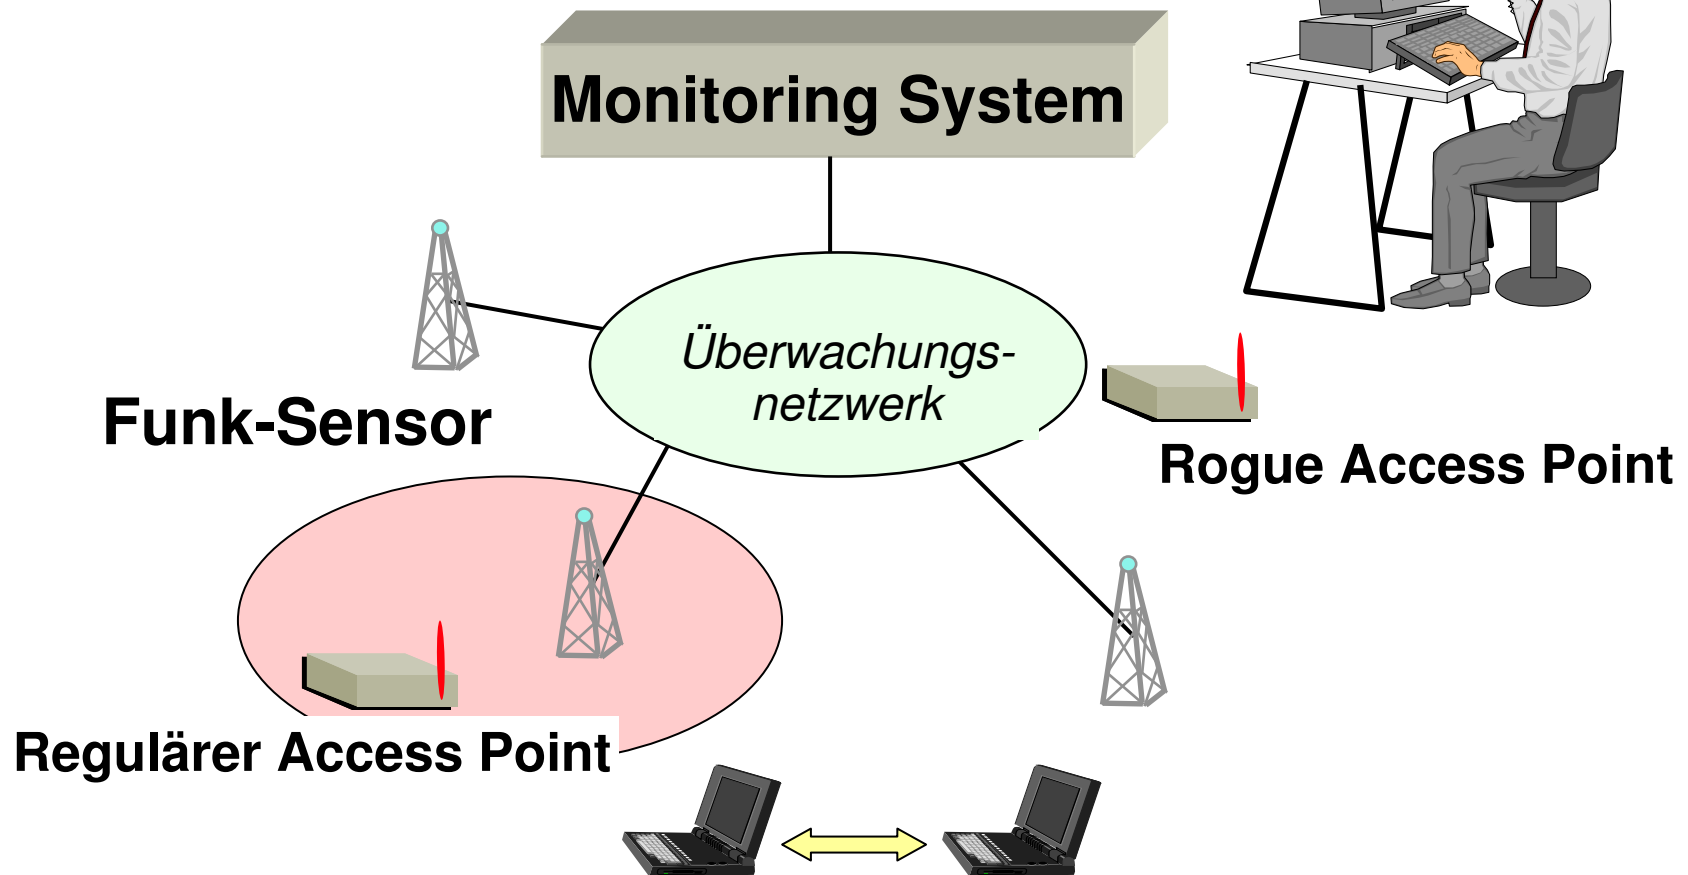 Monitoring System
Überwachungs-
netzwerk
Funk-Sensor
Rogue Access Point
Regulärer Access Point